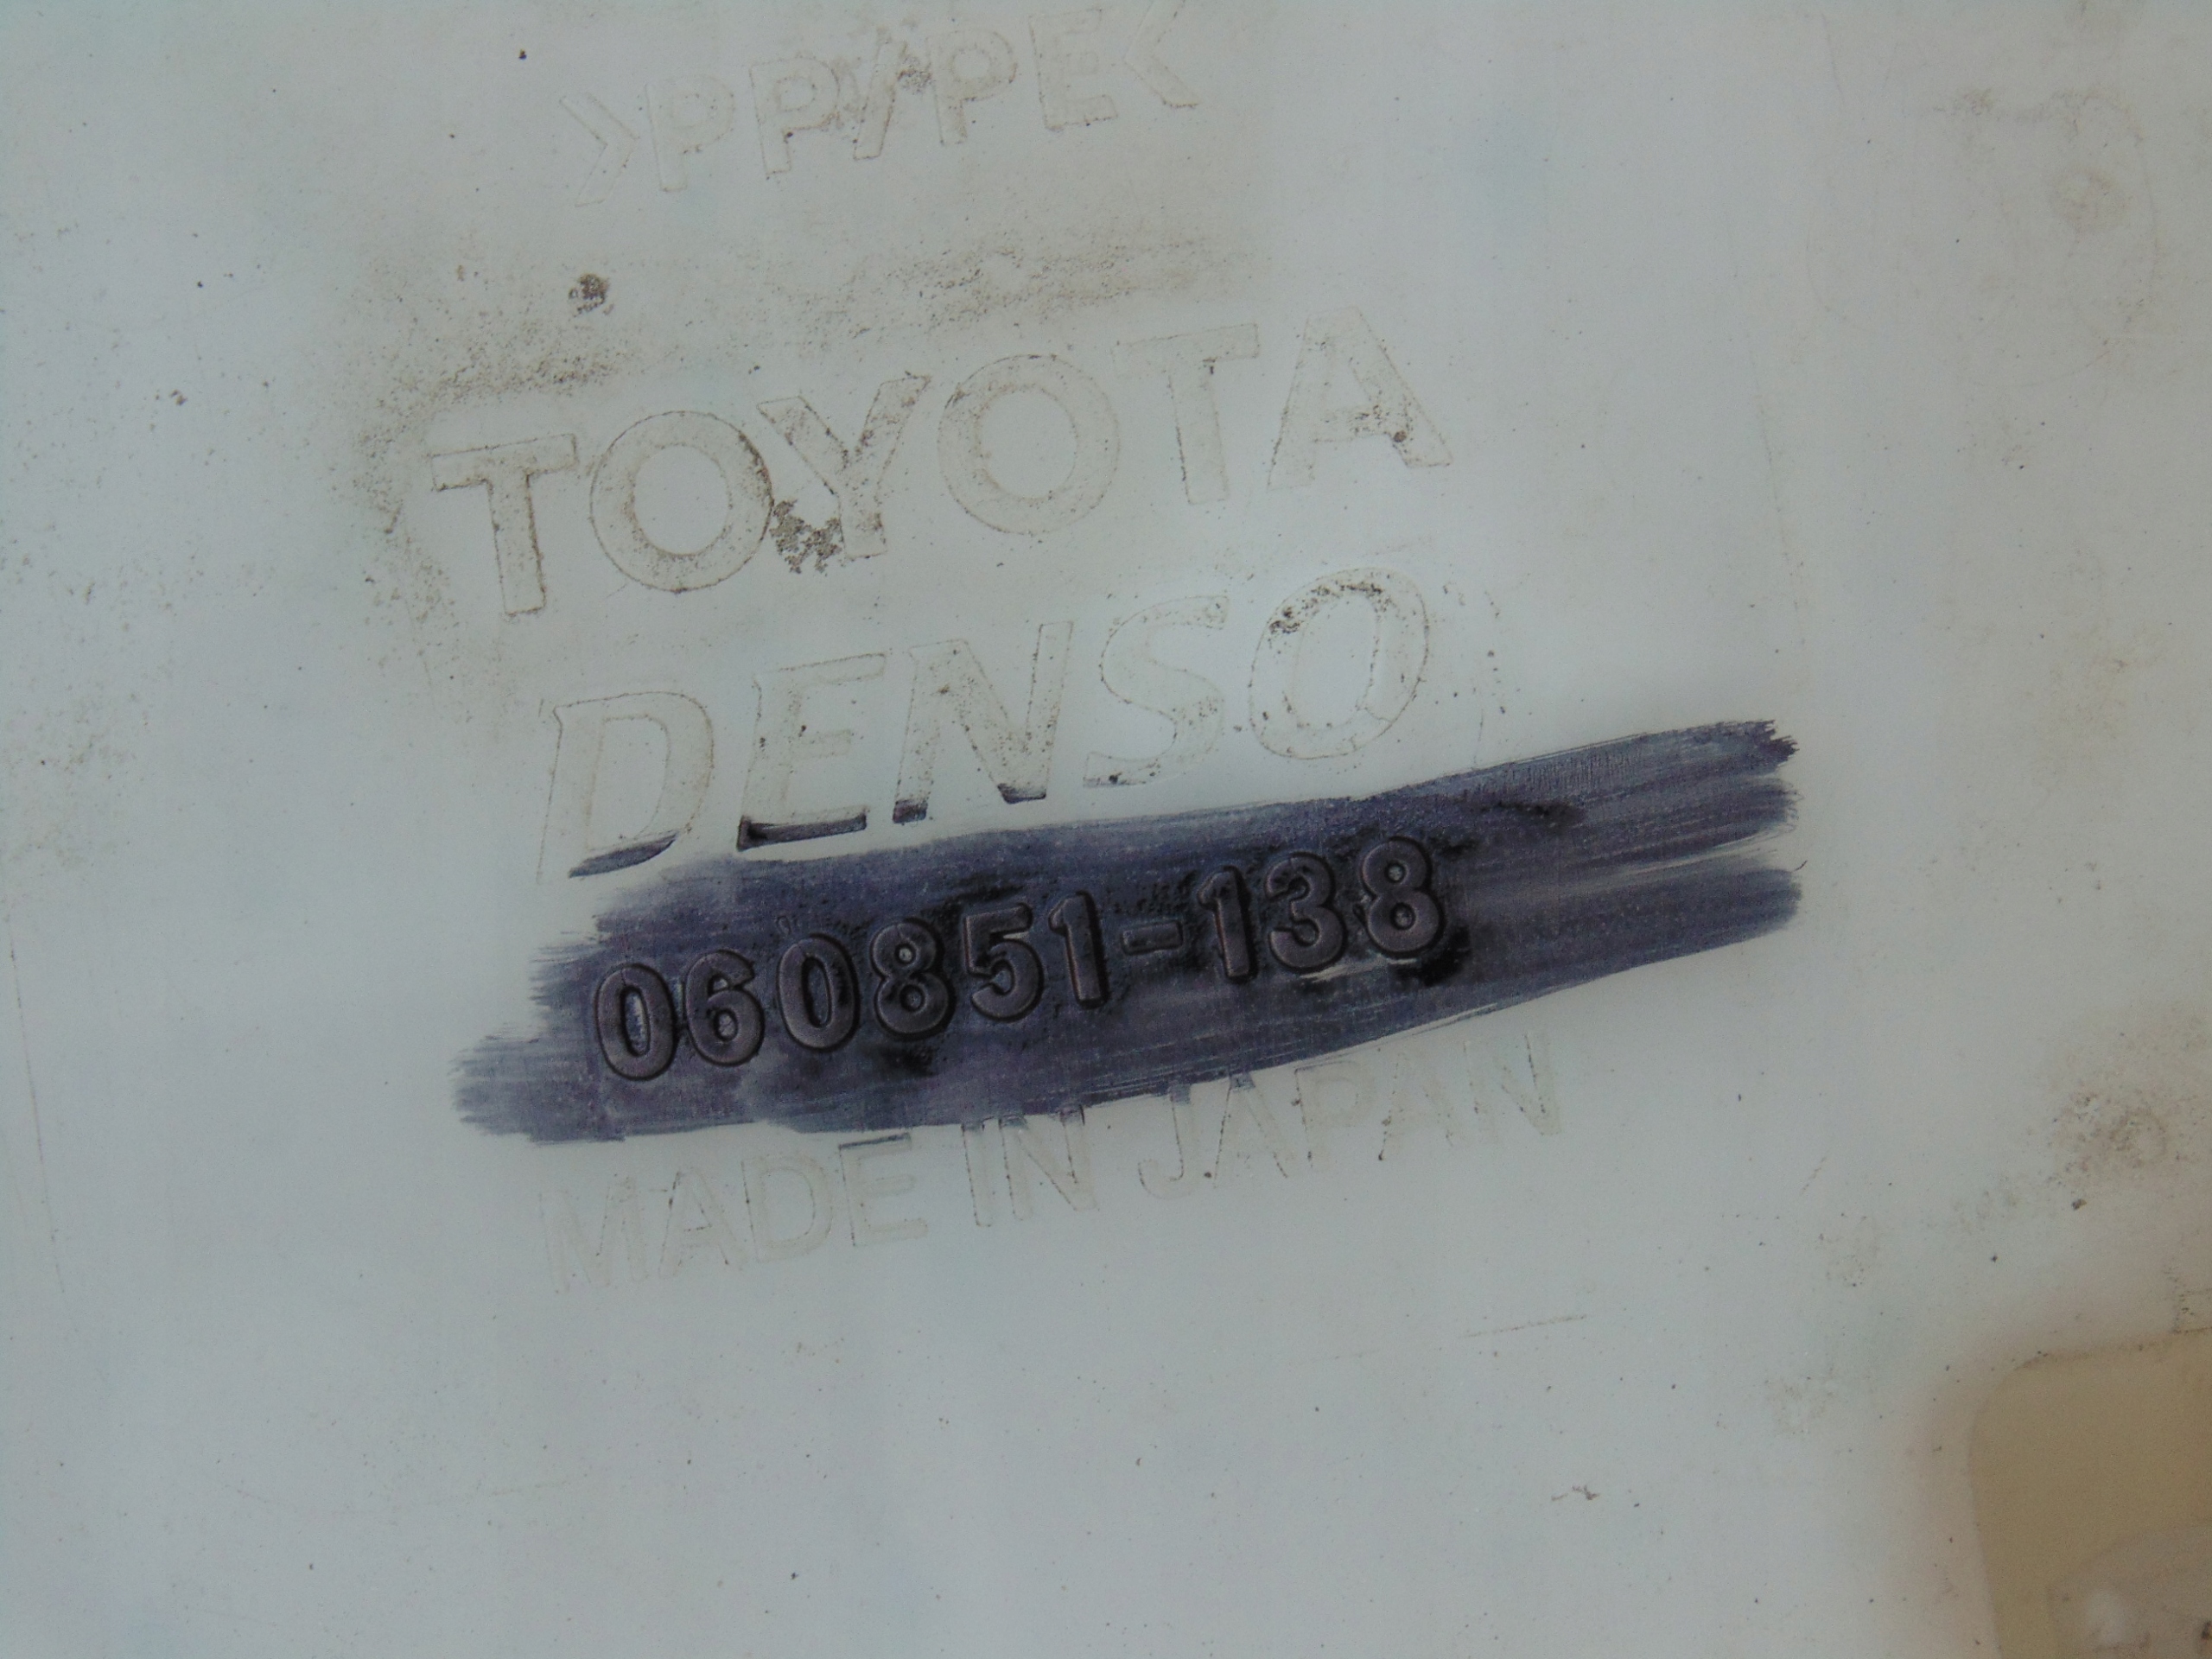 >PP/PE<
TOYOTA
DENSO
060851-138
MADE IN JAPAN